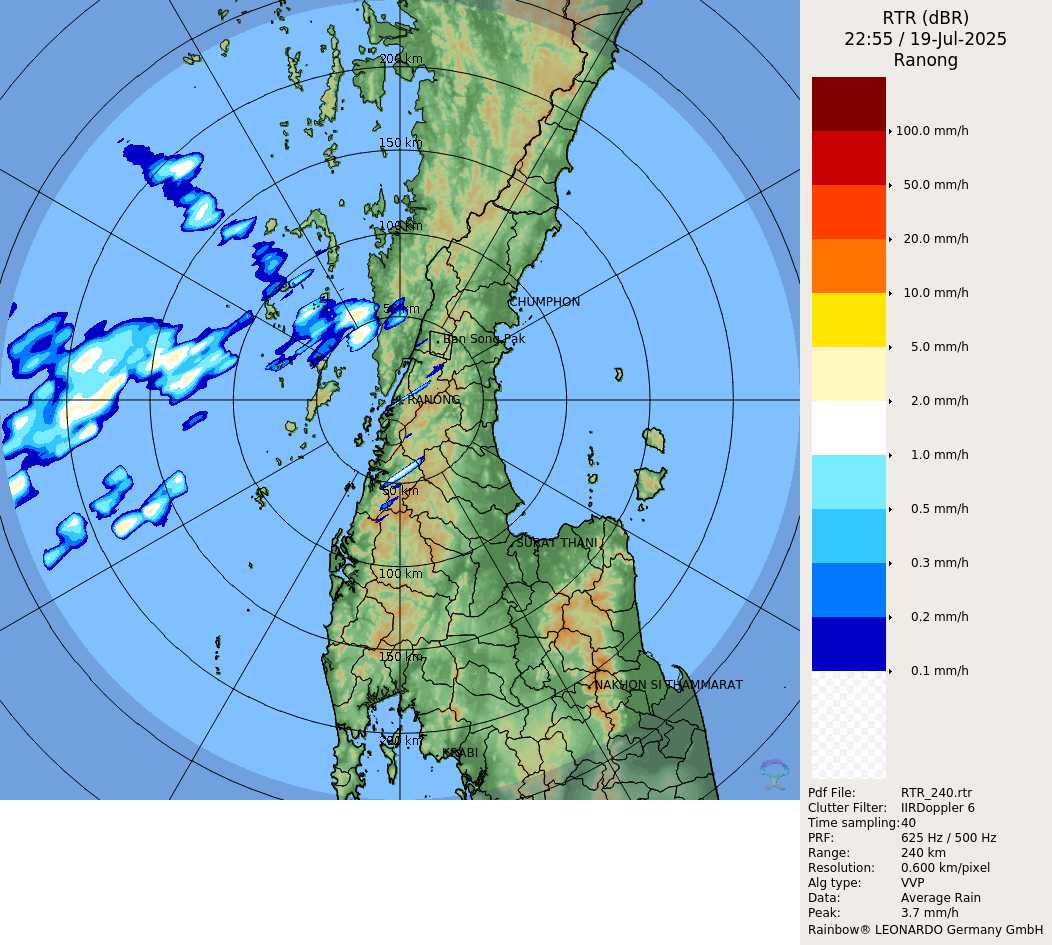 RTR (dBR)
22:55 / 19-Jul-2025
Ranong
200 km
150 km
100 km
50 km
CHUMPHON
Ban Song Pak
RANONG
50 km
SURAT THANI
100 km
150 km
NAKHON SI THAMMARAT
200 km
KRABI
100.0 mm/h
50.0 mm/h
20.0 mm/h
10.0 mm/h
5.0 mm/h
2.0 mm/h
1.0 mm/h
0.5 mm/h
0.3 mm/h
0.2 mm/h
0.1 mm/h
Pdf File: RTR_240.rtr
Clutter Filter: IIRDoppler 6
Time sampling: 40
PRF: 625 Hz / 500 Hz
Range: 240 km
Resolution: 0.600 km/pixel
Alg type: VVP
Data: Average Rain
Peak: 3.7 mm/h
Rainbow® LEONARDO Germany GmbH